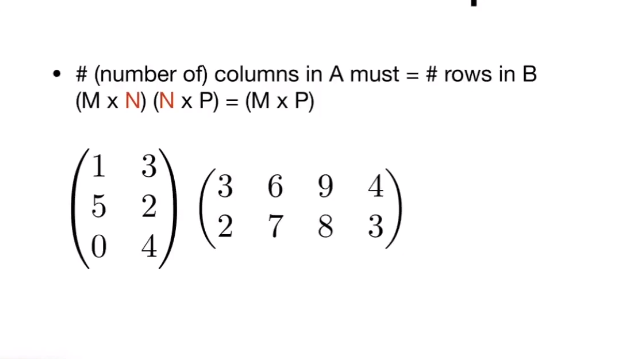 • # (number of) columns in A must = # rows in B
(M x N) (N x P) = (M x P)
1 3
5 2
0 4
3 6 9 4
2 7 8 3